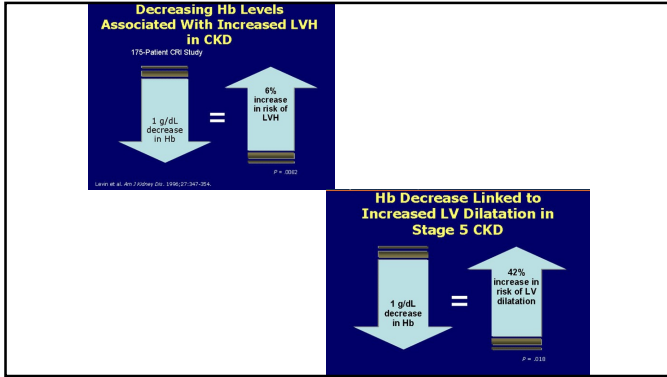 Decreasing Hb Levels
Associated With Increased LVH
in CKD
175-Patient CRI Study
1 g/dL
decrease
in Hb
=
6%
increase
in risk of
LVH
P = .0062
Levin et al. Am J Kidney Dis. 1996;27:347-354.
Hb Decrease Linked to
Increased LV Dilatation in
Stage 5 CKD
1 g/dL
decrease
in Hb
=
42%
increase in
risk of LV
dilatation
P = .018